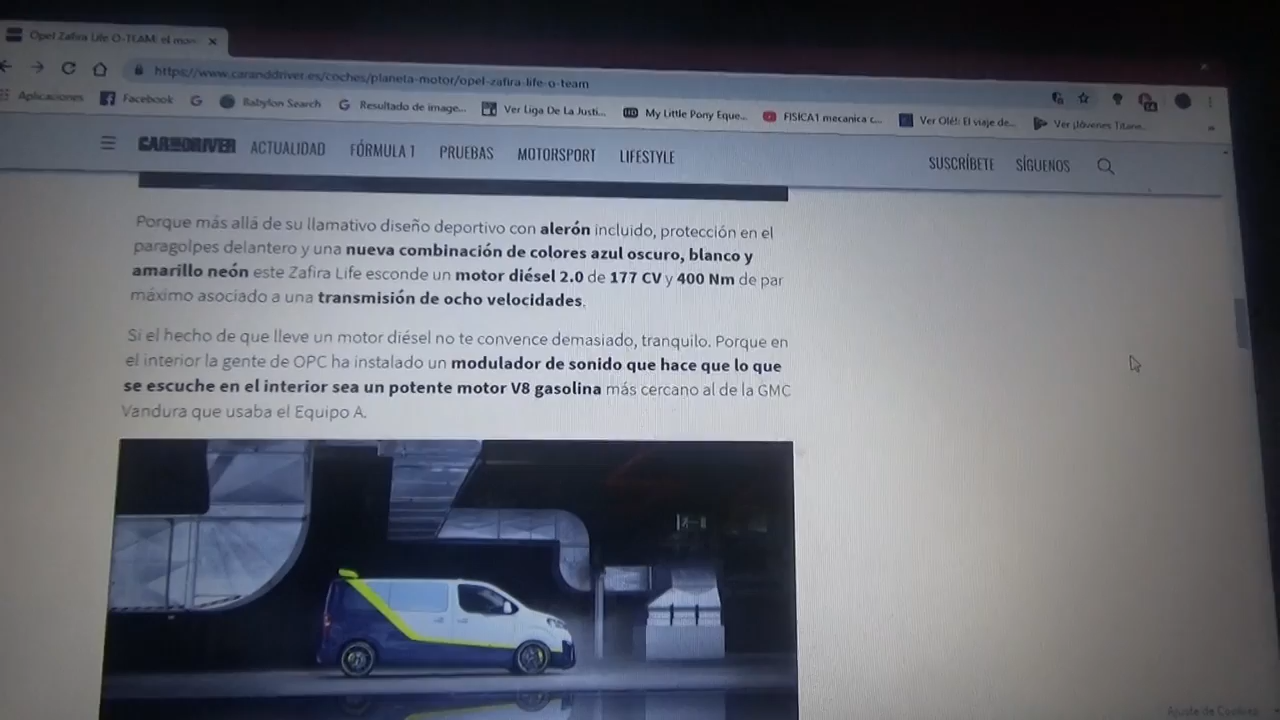 Opel Zafira Life O-TEAM: el mon
https://www.caranddriver.es/coches/planeta-motor/opel-zafira-life-o-team
Aplicaciones Facebook Babylon Search Resultado de image... Ver Liga De La Justi... My Little Pony Eque... FISICA1 mecanica c... Ver Olé!: El viaje de... Ver ¡Jóvenes Titane...
CAR AND DRIVER ACTUALIDAD FÓRMULA 1 PRUEBAS MOTORSPORT LIFESTYLE SUSCRÍBETE SÍGUENOS
Porque más allá de su llamativo diseño deportivo con alerón incluido, protección en el
paragolpes delantero y una nueva combinación de colores azul oscuro, blanco y
amarillo neón este Zafira Life esconde un motor diésel 2.0 de 177 CV y 400 Nm de par
máximo asociado a una transmisión de ocho velocidades.
Si el hecho de que lleve un motor diésel no te convence demasiado, tranquilo. Porque en
el interior la gente de OPC ha instalado un modulador de sonido que hace que lo que
se escuche en el interior sea un potente motor V8 gasolina más cercano al de la GMC
Vandura que usaba el Equipo A.
Ajuste de Cookies